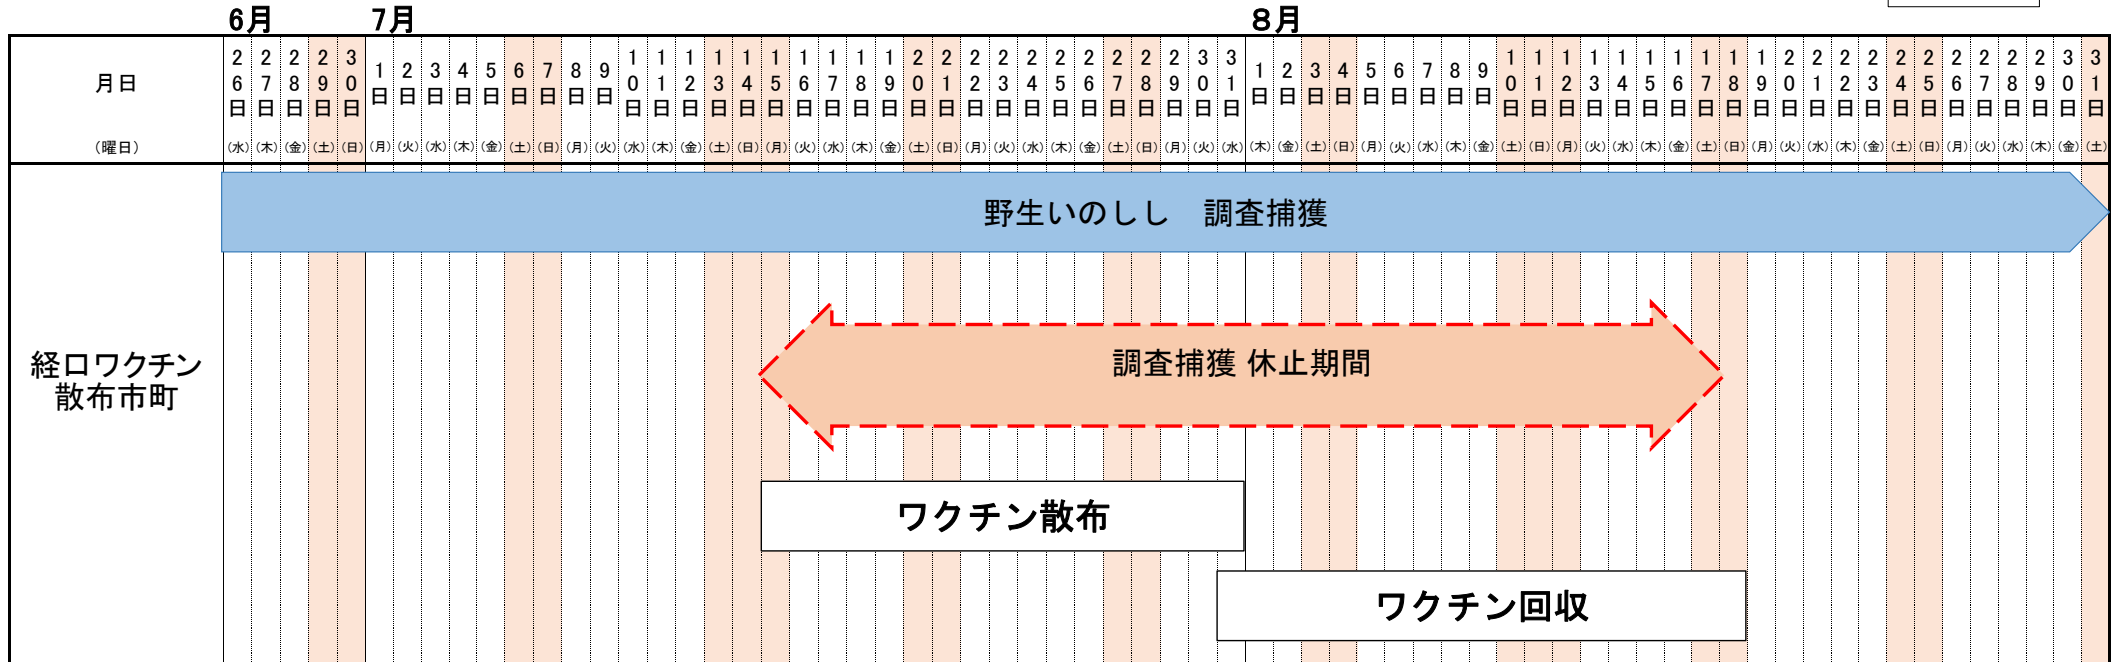 6月 7月 8月
月日 26日 27日 28日 29日 30日 1日 2日 3日 4日 5日 6日 7日 8日 9日 10日 11日 12日 13日 14日 15日 16日 17日 18日 19日 20日 21日 22日 23日 24日 25日 26日 27日 28日 29日 30日 31日 1日 2日 3日 4日 5日 6日 7日 8日 9日 10日 11日 12日 13日 14日 15日 16日 17日 18日 19日 20日 21日 22日 23日 24日 25日 26日 27日 28日 29日 30日 31日
（曜日） (水) (木) (金) (土) (日) (月) (火) (水) (木) (金) (土) (日) (月) (火) (水) (木) (金) (土) (日) (月) (火) (水) (木) (金) (土) (日) (月) (火) (水) (木) (金) (土) (日) (月) (火) (水) (木) (金) (土) (日) (月) (火) (水) (木) (金) (土) (日) (月) (火) (水) (木) (金) (土) (日) (月) (火) (水) (木) (金) (土) (日) (月) (火) (水) (木) (金) (土)
野生いのしし　調査捕獲
経口ワクチン
散布市町
調査捕獲 休止期間
ワクチン散布
ワクチン回収